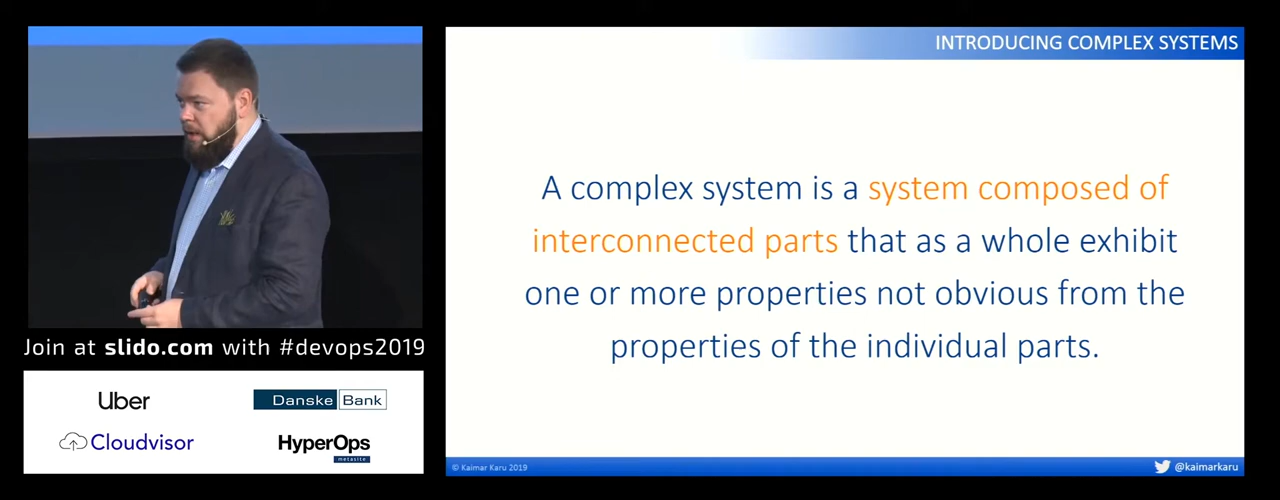 INTRODUCING COMPLEX SYSTEMS
A complex system is a system composed of
interconnected parts that as a whole exhibit
one or more properties not obvious from the
properties of the individual parts.
© Kaimar Karu 2019
@kaimarkaru
Join at slido.com with #devops2019
Uber
Danske Bank
Cloudvisor
HyperOps
metasite